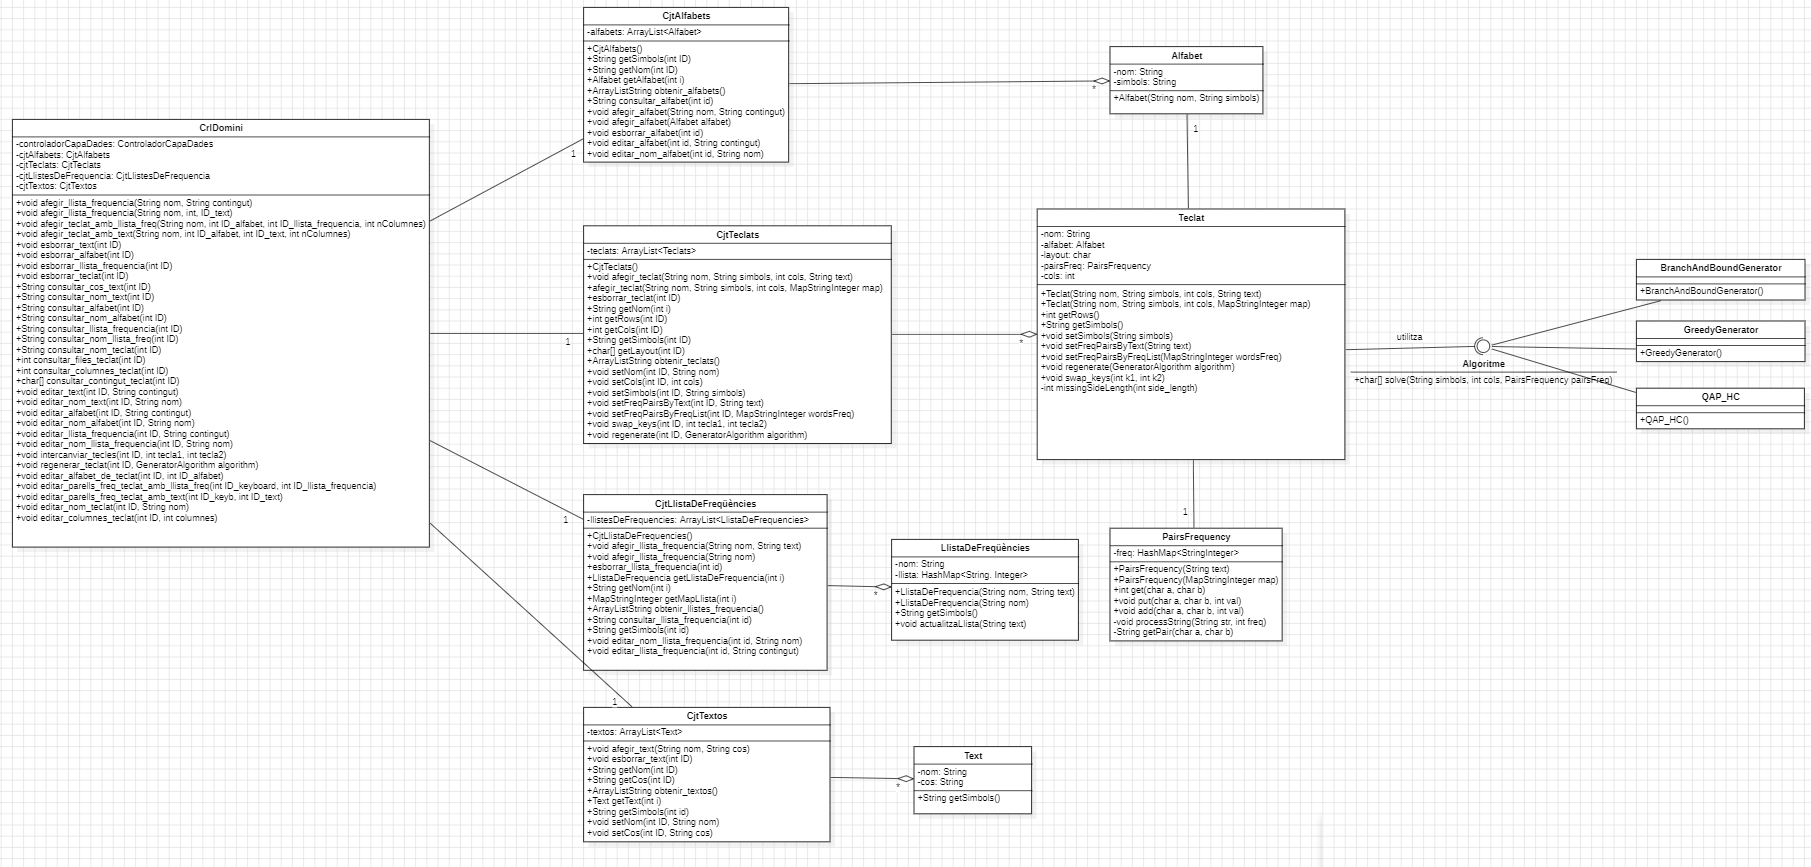 CrlDomini
-controladorCapaDades: ControladorCapaDades
-cjtAlfabets: CjtAlfabets
-cjtTeclats: CjtTeclats
-cjtLlistesDeFrequencia: CjtLlistesDeFrequencia
-cjtTextos: CjtTextos
+void afegir_llista_frequencia(String nom, String contingut)
+void afegir_llista_frequencia(String nom, int, ID_text)
+void afegir_teclat_amb_llista_freq(String nom, int ID_alfabet, int ID_llista_frequencia, int nColumnes)
+void afegir_teclat_amb_text(String nom, int ID_alfabet, int ID_text, int nColumnes)
+void esborrar_text(int ID)
+void esborrar_alfabet(int ID)
+void esborrar_llista_frequencia(int ID)
+void esborrar_teclat(int ID)
+String consultar_cos_text(int ID)
+String consultar_nom_text(int ID)
+String consultar_alfabet(int ID)
+String consultar_nom_alfabet(int ID)
+String consultar_llista_frequencia(int ID)
+String consultar_nom_llista_freq(int ID)
+String consultar_nom_teclat(int ID)
+int consultar_files_teclat(int ID)
+int consultar_columnes_teclat(int ID)
+char[] consultar_contingut_teclat(int ID)
+void editar_text(int ID, String contingut)
+void editar_nom_text(int ID, String nom)
+void editar_alfabet(int ID, String contingut)
+void editar_nom_alfabet(int ID, String nom)
+void editar_llista_frequencia(int ID, String contingut)
+void editar_nom_llista_frequencia(int ID, String nom)
+void intercanviar_tecles(int ID, int tecla1, int tecla2)
+void regenerar_teclat(int ID, GeneratorAlgorithm algorithm)
+void editar_alfabet_de_teclat(int ID, int ID_alfabet)
+void editar_parells_freq_teclat_amb_llista_freq(int ID_keyboard, int ID_llista_frequencia)
+void editar_parells_freq_teclat_amb_text(int ID_keyb, int ID_text)
+void editar_nom_teclat(int ID, String nom)
+void editar_columnes_teclat(int ID, int columnes)
CjtAlfabets
-alfabets: ArrayList<Alfabet>
+CjtAlfabets()
+String getSimbols(int ID)
+String getNom(int ID)
+Alfabet getAlfabet(int i)
+ArrayListString obtenir_alfabets()
+String consultar_alfabet(int id)
+void afegir_alfabet(String nom, String contingut)
+void afegir_alfabet(Alfabet alfabet)
+void esborrar_alfabet(int id)
+void editar_alfabet(int id, String contingut)
+void editar_nom_alfabet(int id, String nom)
1
*
Alfabet
-nom: String
-simbols: String
+Alfabet(String nom, String simbols)
1
CjtTeclats
-teclats: ArrayList<Teclats>
+CjtTeclats()
+void afegir_teclat(String nom, String simbols, int cols, String text)
+afegir_teclat(String nom, String simbols, int cols, MapStringInteger map)
+esborrar_teclat(int ID)
+String getNom(int i)
+int getRows(int ID)
+int getCols(int ID)
+String getSimbols(int ID)
+char[] getLayout(int ID)
+ArrayListString obtenir_teclats()
+void setNom(int ID, String nom)
+void setCols(int ID, int cols)
+void setSimbols(int ID, String simbols)
+void setFreqPairsByText(int ID, String text)
+void setFreqPairsByFreqList(int ID, MapStringInteger wordsFreq)
+void swap_keys(int ID, int tecla1, int tecla2)
+void regenerate(int ID, GeneratorAlgorithm algorithm)
1
*
Teclat
-nom: String
-alfabet: Alfabet
-layout: char
-pairsFreq: PairsFrequency
-cols: int
+Teclat(String nom, String simbols, int cols, String text)
+Teclat(String nom, String simbols, int cols, MapStringInteger map)
+int getRows()
+String getSimbols()
+void setSimbols(String simbols)
+void setFreqPairsByText(String text)
+void setFreqPairsByFreqList(MapStringInteger wordsFreq)
+void regenerate(GeneratorAlgorithm algorithm)
+void swap_keys(int k1, int k2)
-int missingSideLength(int side_length)
utilitza
Algoritme
+char[] solve(String simbols, int cols, PairsFrequency pairsFreq)
BranchAndBoundGenerator
+BranchAndBoundGenerator()
GreedyGenerator
+GreedyGenerator()
QAP_HC
+QAP_HC()
CjtLlistaDeFreqüències
-llistesDeFrequencies: ArrayList<LlistaDeFrequencies>
+CjtLlistaDeFrequencies()
+void afegir_llista_frequencia(String nom, String text)
+void afegir_llista_frequencia(String nom)
+esborrar_llista_frequencia(int id)
+LlistaDeFrequencia getLlistaDeFrequencia(int i)
+String getNom(int i)
+MapStringInteger getMapLlista(int i)
+ArrayListString obtenir_llistes_frequencia()
+String consultar_llista_frequencia(int id)
+String getSimbols(int id)
+void editar_nom_llista_frequencia(int id, String nom)
+void editar_llista_frequencia(int id, String contingut)
1
*
LlistaDeFreqüències
-nom: String
-llista: HashMap<String. Integer>
+LlistaDeFrequencia(String nom, String text)
+LlistaDeFrequencia(String nom)
+String getSimbols()
+void actualitzaLlista(String text)
1
PairsFrequency
-freq: HashMap<StringInteger>
+PairsFrequency(String text)
+PairsFrequency(MapStringInteger map)
+int get(char a, char b)
+void put(char a, char b, int val)
+void add(char a, char b, int val)
-void processString(String str, int freq)
-String getPair(char a, char b)
1
CjtTextos
-textos: ArrayList<Text>
+void afegir_text(String nom, String cos)
+void esborrar_text(int ID)
+String getNom(int ID)
+String getCos(int ID)
+ArrayListString obtenir_textos()
+Text getText(int i)
+String getSimbols(int id)
+void setNom(int ID, String nom)
+void setCos(int ID, String cos)
*
Text
-nom: String
-cos: String
+String getSimbols()